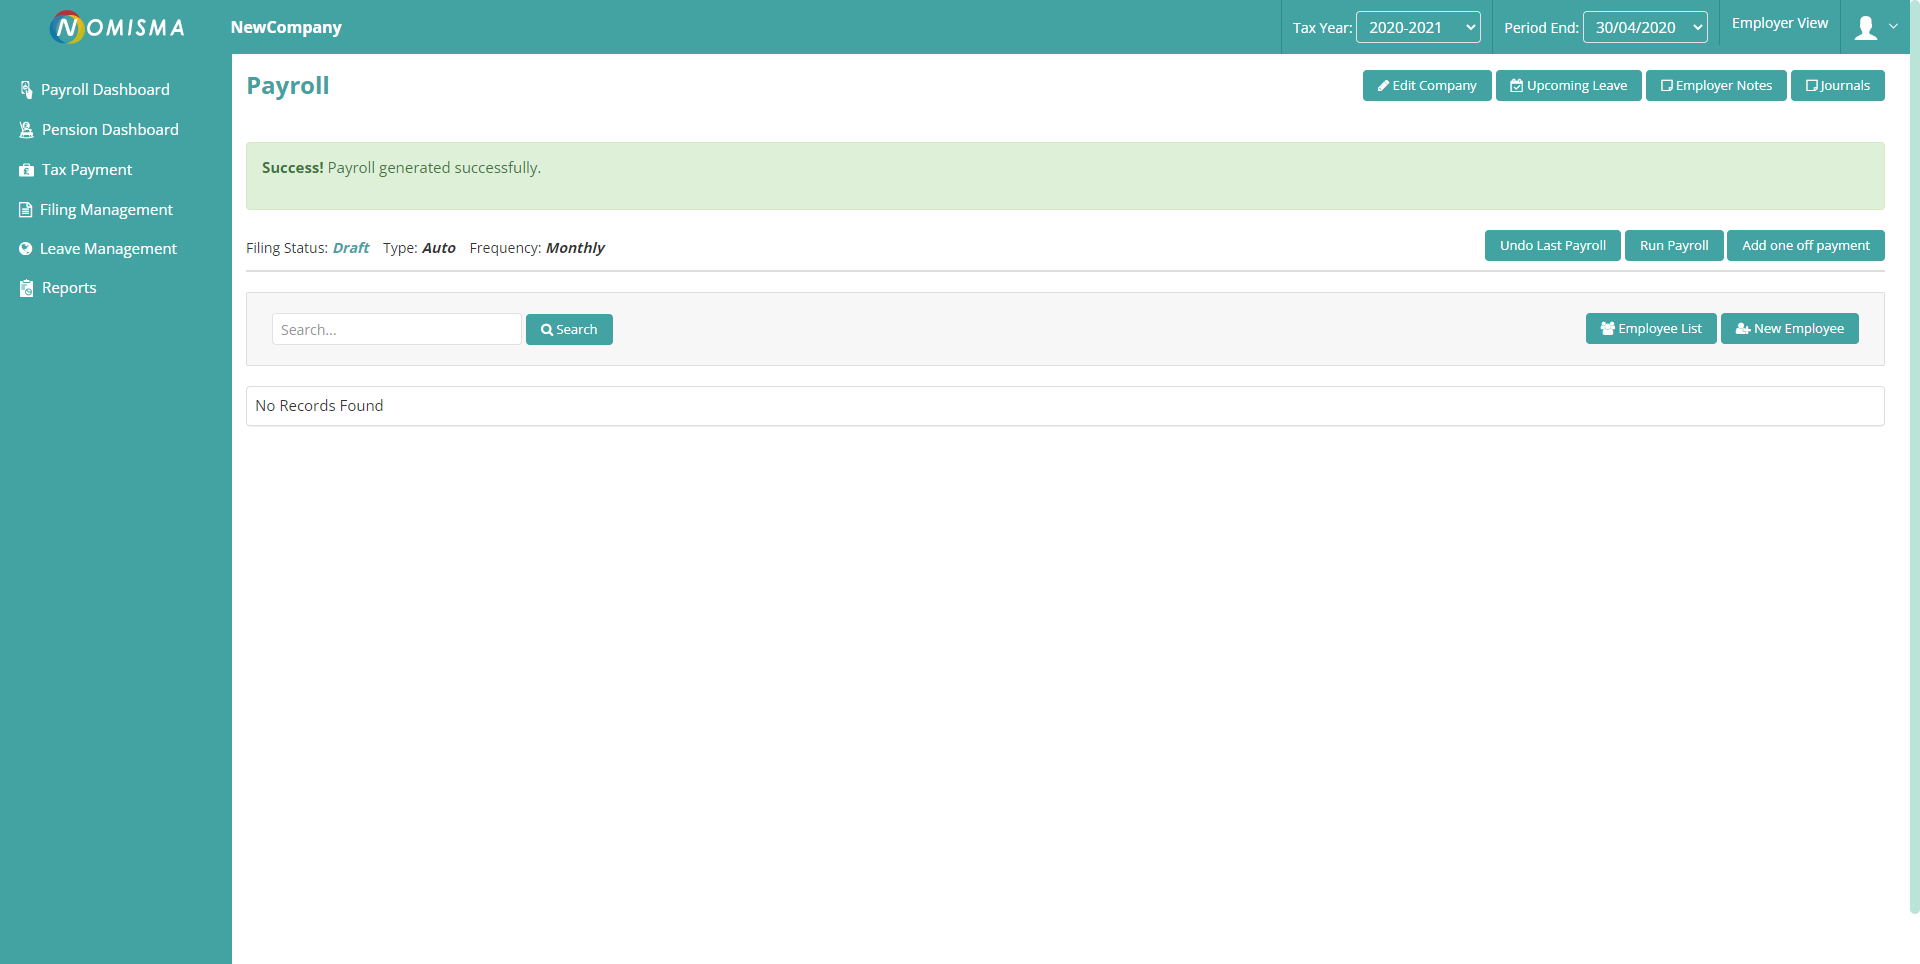 NOMISMA
NewCompany
Tax Year: 2020-2021
Period End: 30/04/2020
Employer View
Payroll Dashboard
Pension Dashboard
Tax Payment
Filing Management
Leave Management
Reports
Payroll
Edit Company
Upcoming Leave
Employer Notes
Journals
Success! Payroll generated successfully.
Filing Status: Draft Type: Auto Frequency: Monthly
Undo Last Payroll
Run Payroll
Add one off payment
Search...
Search
Employee List
New Employee
No Records Found